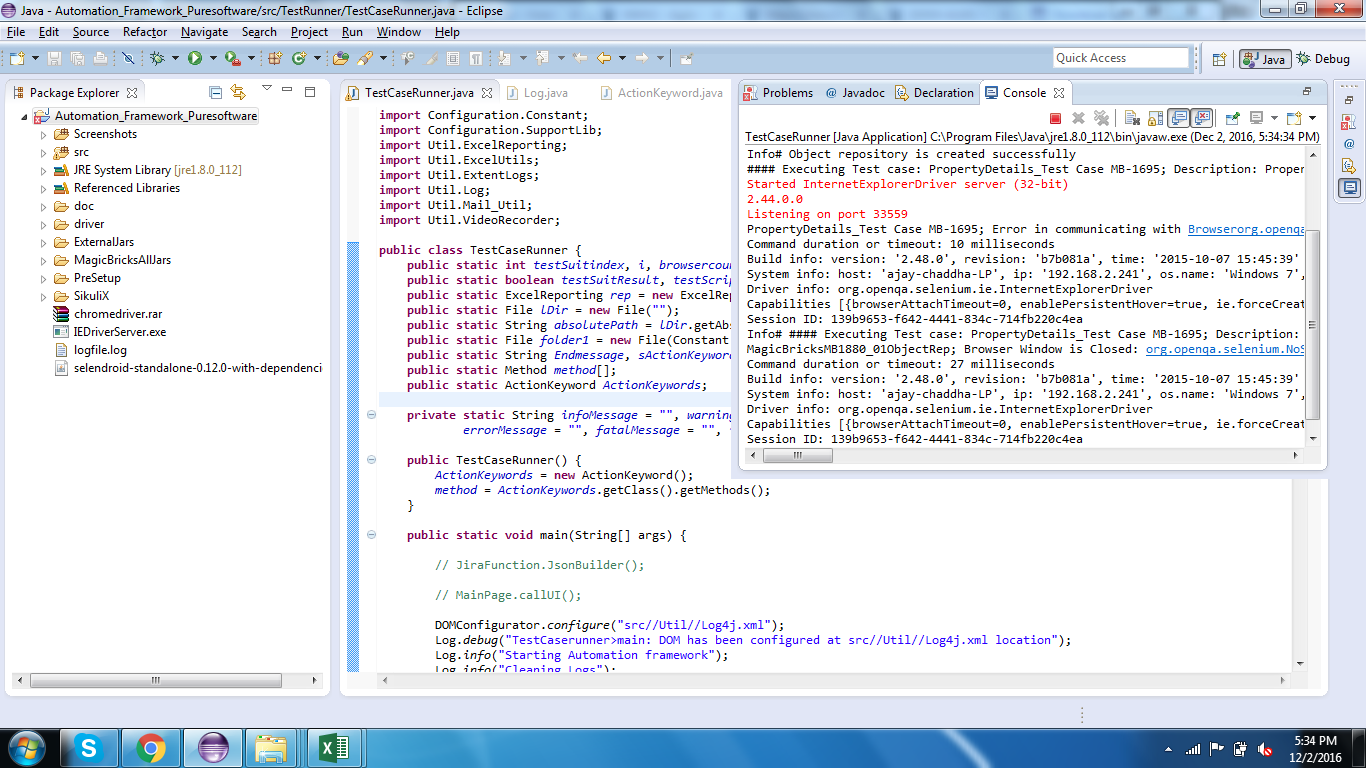 Java - Automation_Framework_Puresoftware/src/TestRunner/TestCaseRunner.java - Eclipse
File Edit Source Refactor Navigate Search Project Run Window Help
Quick Access
Java
Debug
Package Explorer
Automation_Framework_Puresoftware
Screenshots
src
JRE System Library [jre1.8.0_112]
Referenced Libraries
doc
driver
ExternalJars
MagicBricksAllJars
PreSetup
SikuliX
chromedriver.rar
IEDriverServer.exe
logfile.log
selendroid-standalone-0.12.0-with-dependenci
TestCaseRunner.java
Log.java
ActionKeyword.java
import Configuration.Constant;
import Configuration.SupportLib;
import Util.ExcelReporting;
import Util.ExcelUtils;
import Util.ExtentLogs;
import Util.Log;
import Util.Mail_Util;
import Util.VideoRecorder;
public class TestCaseRunner {
public static int testSuitindex, i, browsercour
public static boolean testSuitResult, testScrip
public static ExcelReporting rep = new ExcelRep
public static File lDir = new File("");
public static String absolutePath = lDir.getAbs
public static File folder1 = new File(Constant
public static String Endmessage, sActionKeyword
public static Method method[];
public static ActionKeyword ActionKeywords;
private static String infoMessage = "", warning
errorMessage = "", fatalMessage = "",
public TestCaseRunner() {
ActionKeywords = new ActionKeyword();
method = ActionKeywords.getClass().getMethods();
}
public static void main(String[] args) {
// JiraFunction.JsonBuilder();
// MainPage.callUI();
DOMConfigurator.configure("src//Util//Log4j.xml");
Log.debug("TestCaserunner>main: DOM has been configured at src//Util//Log4j.xml location");
Log.info("Starting Automation framework");
Log.info("Cleaning Logs");
Problems
@ Javadoc
Declaration
Console
TestCaseRunner [Java Application] C:\Program Files\Java\jre1.8.0_112\bin\javaw.exe (Dec 2, 2016, 5:34:34 PM)
Info# Object repository is created successfully
#### Executing Test case: PropertyDetails_Test Case MB-1695; Description: Proper
Started InternetExplorerDriver server (32-bit)
2.44.0.0
Listening on port 33559
PropertyDetails_Test Case MB-1695; Error in communicating with Browserorg.openqa
Command duration or timeout: 10 milliseconds
Build info: version: '2.48.0', revision: 'b7b081a', time: '2015-10-07 15:45:39'
System info: host: 'ajay-chaddha-LP', ip: '192.168.2.241', os.name: 'Windows 7',
Driver info: org.openqa.selenium.ie.InternetExplorerDriver
Capabilities [{browserAttachTimeout=0, enablePersistentHover=true, ie.forceCreat
Session ID: 139b9653-f642-4441-834c-714fb220c4ea
Info# #### Executing Test case: PropertyDetails_Test Case MB-1695; Description:
MagicBricksMB1880_01ObjectRep; Browser Window is Closed: org.openqa.selenium.NoS
Command duration or timeout: 27 milliseconds
Build info: version: '2.48.0', revision: 'b7b081a', time: '2015-10-07 15:45:39'
System info: host: 'ajay-chaddha-LP', ip: '192.168.2.241', os.name: 'Windows 7',
Driver info: org.openqa.selenium.ie.InternetExplorerDriver
Capabilities [{browserAttachTimeout=0, enablePersistentHover=true, ie.forceCreat
Session ID: 139b9653-f642-4441-834c-714fb220c4ea
5:34 PM
12/2/2016